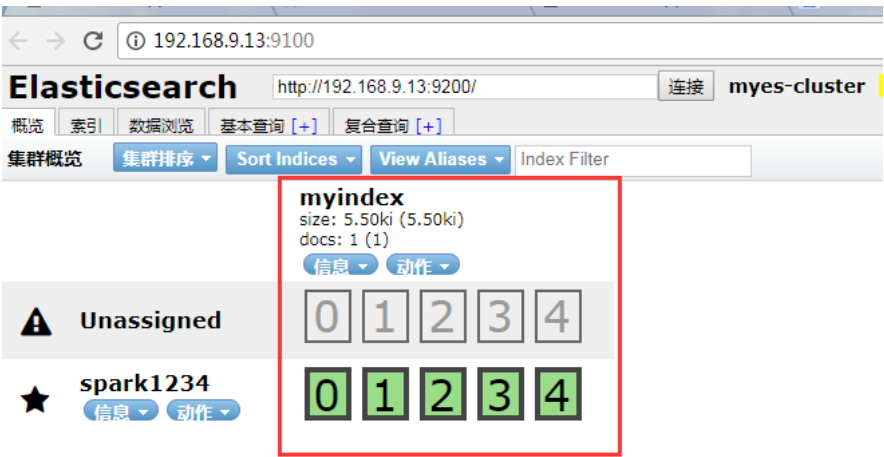 192.168.9.13:9100
Elasticsearch http://192.168.9.13:9200/ 连接 myes-cluster
概览 索引 数据浏览 基本查询 [+] 复合查询 [+]
集群概览 集群排序 Sort Indices View Aliases Index Filter
myindex
size: 5.50ki (5.50ki)
docs: 1 (1)
信息 动作
Unassigned 0 1 2 3 4
spark1234 0 1 2 3 4
信息 动作